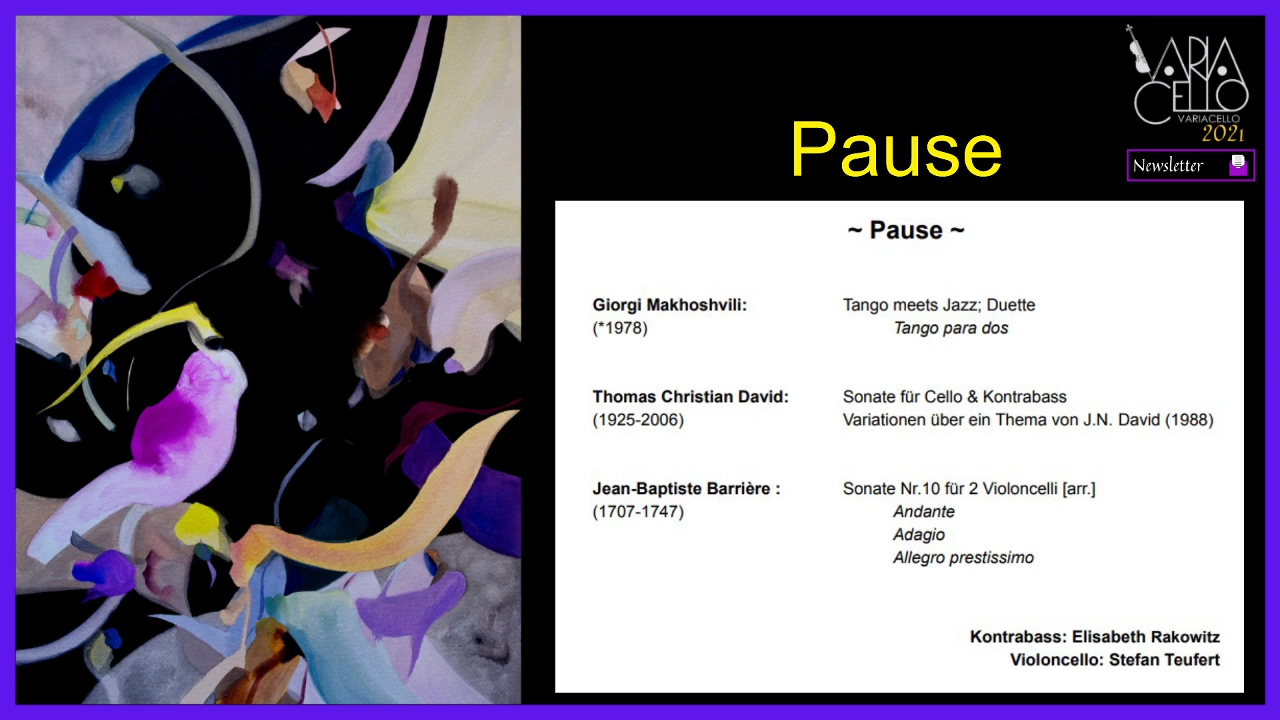 VARIA
CELLO
VARIACELLO
2021
Newsletter
Pause
~ Pause ~
Giorgi Makhoshvili: Tango meets Jazz; Duette
(*1978) Tango para dos
Thomas Christian David: Sonate für Cello & Kontrabass
(1925-2006) Variationen über ein Thema von J.N. David (1988)
Jean-Baptiste Barrière : Sonate Nr.10 für 2 Violoncelli [arr.]
(1707-1747) Andante
Adagio
Allegro prestissimo
Kontrabass: Elisabeth Rakowitz
Violoncello: Stefan Teufert